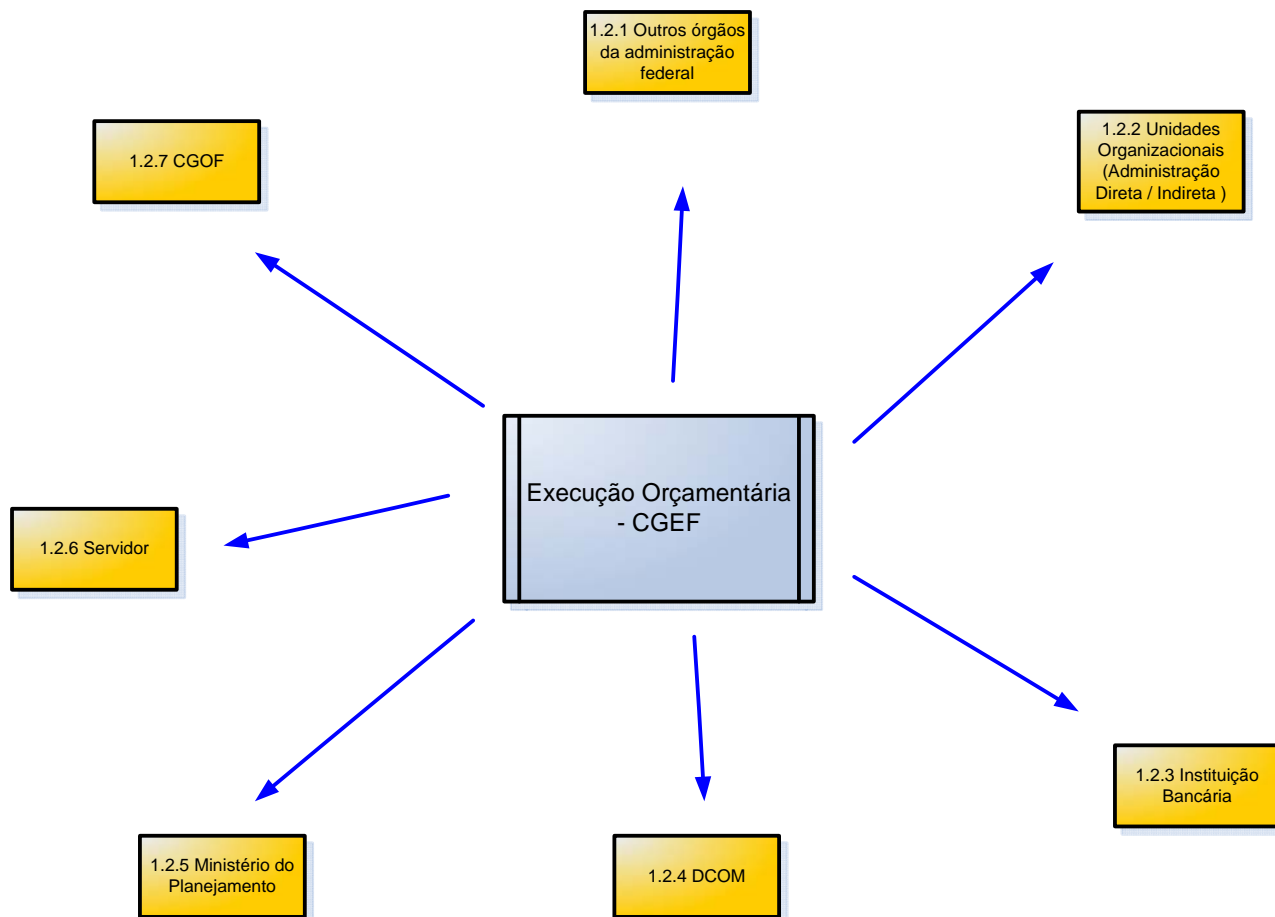 1.2.1 Outros órgãos
da administração
federal
1.2.2 Unidades
Organizacionais
(Administração
Direta / Indireta )
1.2.7 CGOF
Execução Orçamentária
- CGEF
1.2.6 Servidor
1.2.3 Instituição
Bancária
1.2.5 Ministério do
Planejamento
1.2.4 DCOM